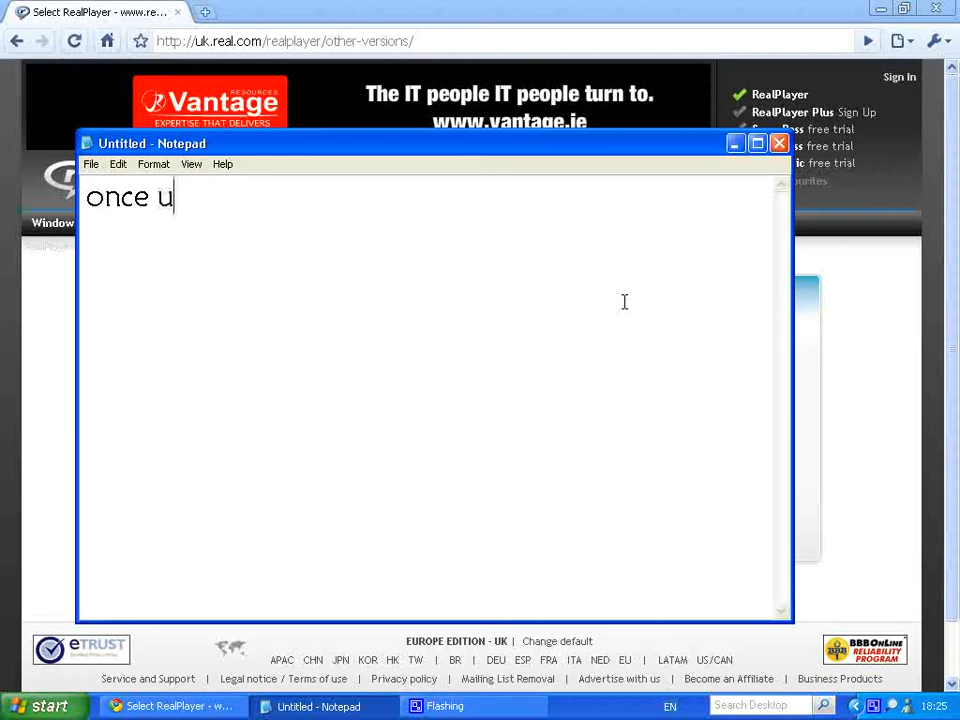 Select RealPlayer - www.re...
http://uk.real.com/realplayer/other-versions/
Sign In
Vantage
RESOURCES
EXPERTISE THAT DELIVERS
The IT people IT people turn to.
www.vantage.ie
RealPlayer
RealPlayer Plus Sign Up
free trial
free trial
free trial
Untitled - Notepad
File Edit Format View Help
once u
Window
RealPlayer
eTRUST
EUROPE EDITION - UK | Change default
APAC CHN JPN KOR HK TW | BR | DEU ESP FRA ITA NED EU | LATAM US/CAN
BBB OnLine
RELIABILITY
PROGRAM
Service and Support | Legal notice / Terms of use | Privacy policy | Mailing List Removal | Advertise with us | Become an Affiliate | Business Products
start
Select RealPlayer - w...
Untitled - Notepad
Flashing
EN
Search Desktop
18:25